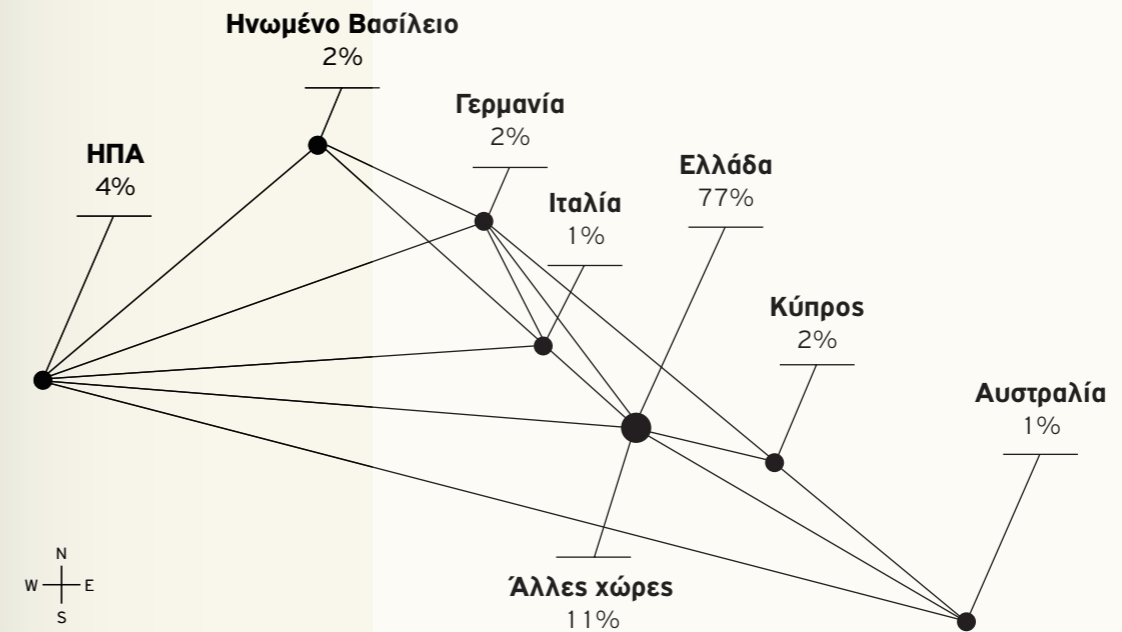 Ηνωμένο Βασίλειο
2%
Γερμανία
2%
ΗΠΑ
4%
Ελλάδα
77%
Ιταλία
1%
Κύπρος
2%
Αυστραλία
1%
N
W E
S
Άλλες χώρες
11%